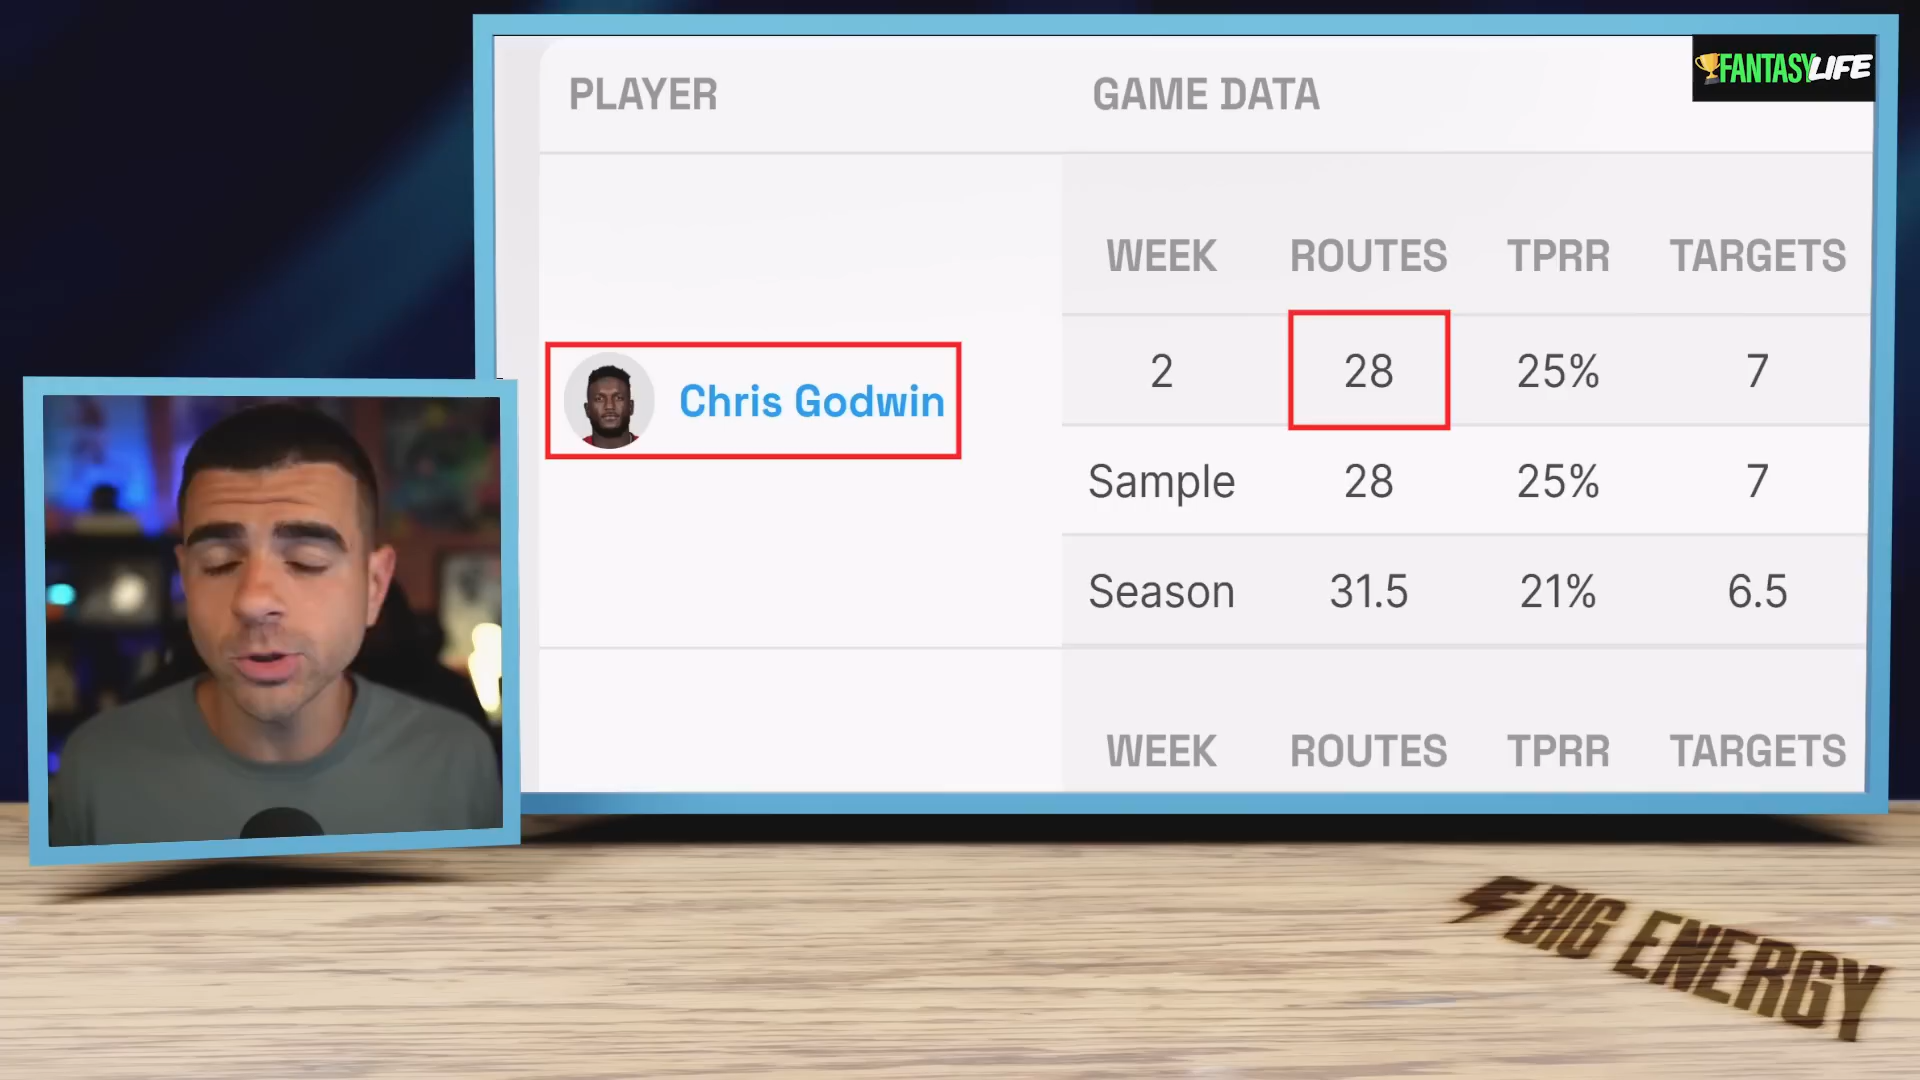 FANTASYLIFE
PLAYER GAME DATA
WEEK ROUTES TPRR TARGETS
2 28 25% 7
Chris Godwin
Sample 28 25% 7
Season 31.5 21% 6.5
WEEK ROUTES TPRR TARGETS
BIG ENERGY